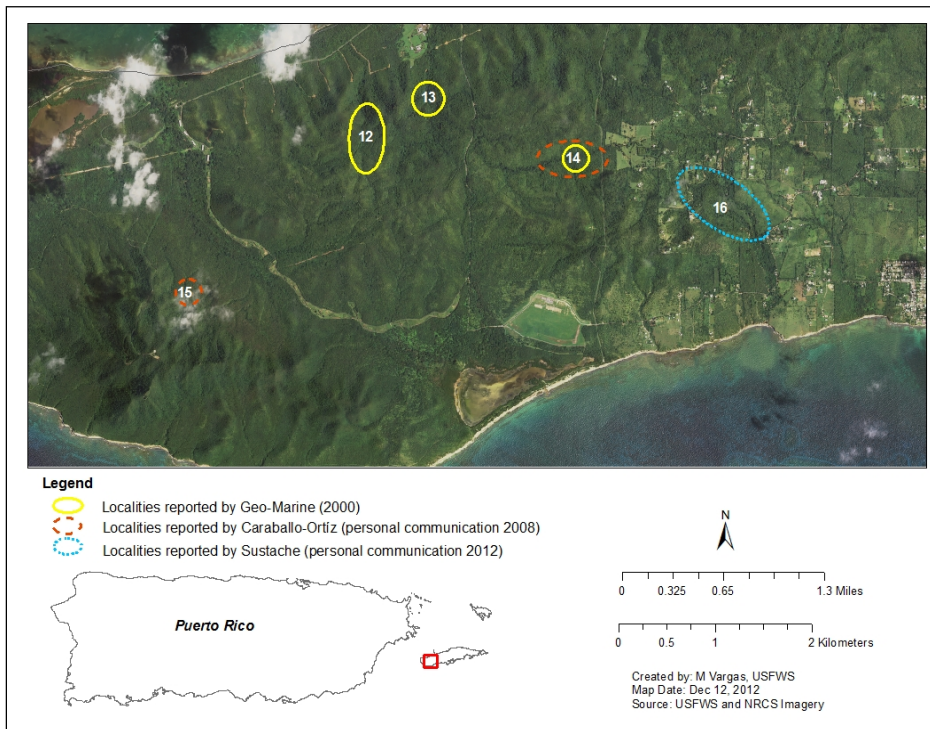 13
12
14
16
15
Legend
Localities reported by Geo-Marine (2000)
Localities reported by Caraballo-Ortíz (personal communication 2008)
Localities reported by Sustache (personal communication 2012)
N
0 0.325 0.65 1.3 Miles
Puerto Rico
0 0.5 1 2 Kilometers
Created by: M Vargas, USFWS
Map Date: Dec 12, 2012
Source: USFWS and NRCS Imagery